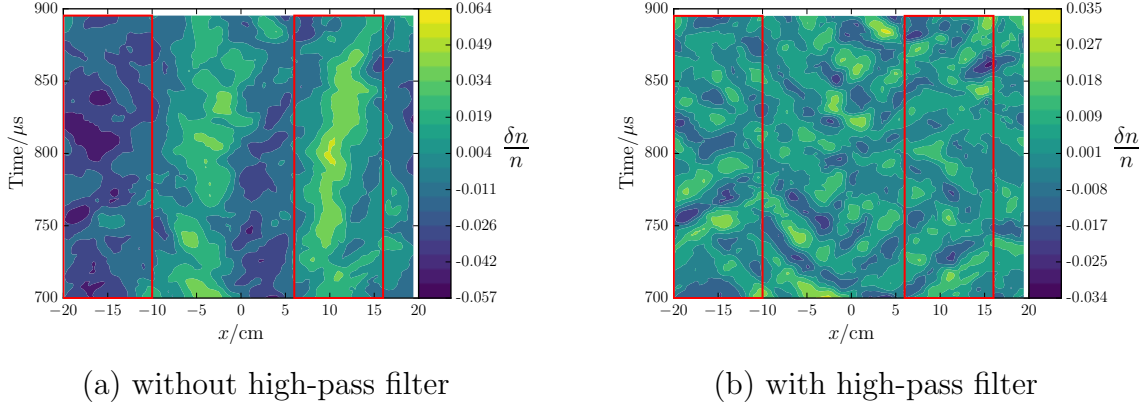 900
850
800
750
700
Time/μs
−20 −15 −10 −5 0 5 10 15 20
x/cm
0.064
0.049
0.034
0.019
0.004
-0.011
-0.026
-0.042
-0.057
δn
n
(a) without high-pass filter
900
850
800
750
700
Time/μs
−20 −15 −10 −5 0 5 10 15 20
x/cm
0.035
0.027
0.018
0.010
0.001
-0.008
-0.017
-0.025
-0.034
δn
n
(b) with high-pass filter